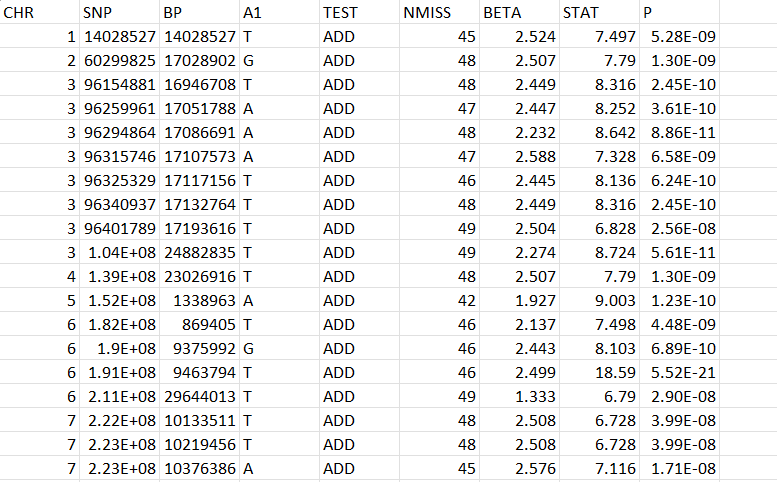 CHR SNP BP A1 TEST NMISS BETA STAT P
1 14028527 14028527 T ADD 45 2.524 7.497 5.28E-09
2 60299825 17028902 G ADD 48 2.507 7.79 1.30E-09
3 96154881 16946708 T ADD 48 2.449 8.316 2.45E-10
3 96259961 17051788 A ADD 47 2.447 8.252 3.61E-10
3 96294864 17086691 A ADD 48 2.232 8.642 8.86E-11
3 96315746 17107573 A ADD 47 2.588 7.328 6.58E-09
3 96325329 17117156 T ADD 46 2.445 8.136 6.24E-10
3 96340937 17132764 T ADD 48 2.449 8.316 2.45E-10
3 96401789 17193616 T ADD 49 2.504 6.828 2.56E-08
3 1.04E+08 24882835 T ADD 49 2.274 8.724 5.61E-11
4 1.39E+08 23026916 T ADD 48 2.507 7.79 1.30E-09
5 1.52E+08 1338963 A ADD 42 1.927 9.003 1.23E-10
6 1.82E+08 869405 T ADD 46 2.137 7.498 4.48E-09
6 1.9E+08 9375992 G ADD 46 2.443 8.103 6.89E-10
6 1.91E+08 9463794 T ADD 46 2.499 18.59 5.52E-21
6 2.11E+08 29644013 T ADD 49 1.333 6.79 2.90E-08
7 2.22E+08 10133511 T ADD 48 2.508 6.728 3.99E-08
7 2.23E+08 10219456 T ADD 48 2.508 6.728 3.99E-08
7 2.23E+08 10376386 A ADD 45 2.576 7.116 1.71E-08